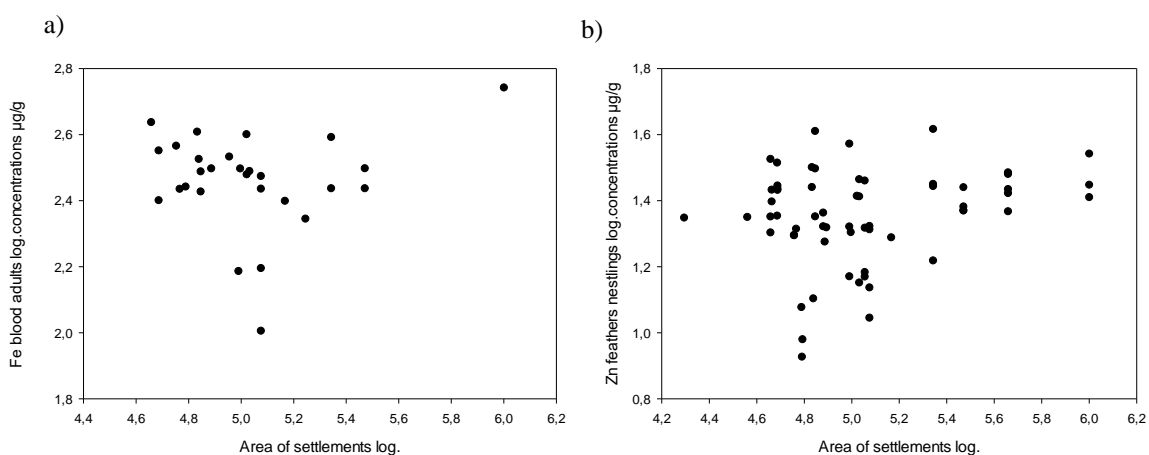 a)
2,8
2,6
2,4
2,2
2,0
1,8
Fe blood adults log.concentrations µg/g
4,4 4,6 4,8 5,0 5,2 5,4 5,6 5,8 6,0 6,2
Area of settlements log.
b)
1,8
1,6
1,4
1,2
1,0
0,8
Zn feathers nestlings log.concentrations µg/g
4,2 4,4 4,6 4,8 5,0 5,2 5,4 5,6 5,8 6,0 6,2
Area of settlements log.